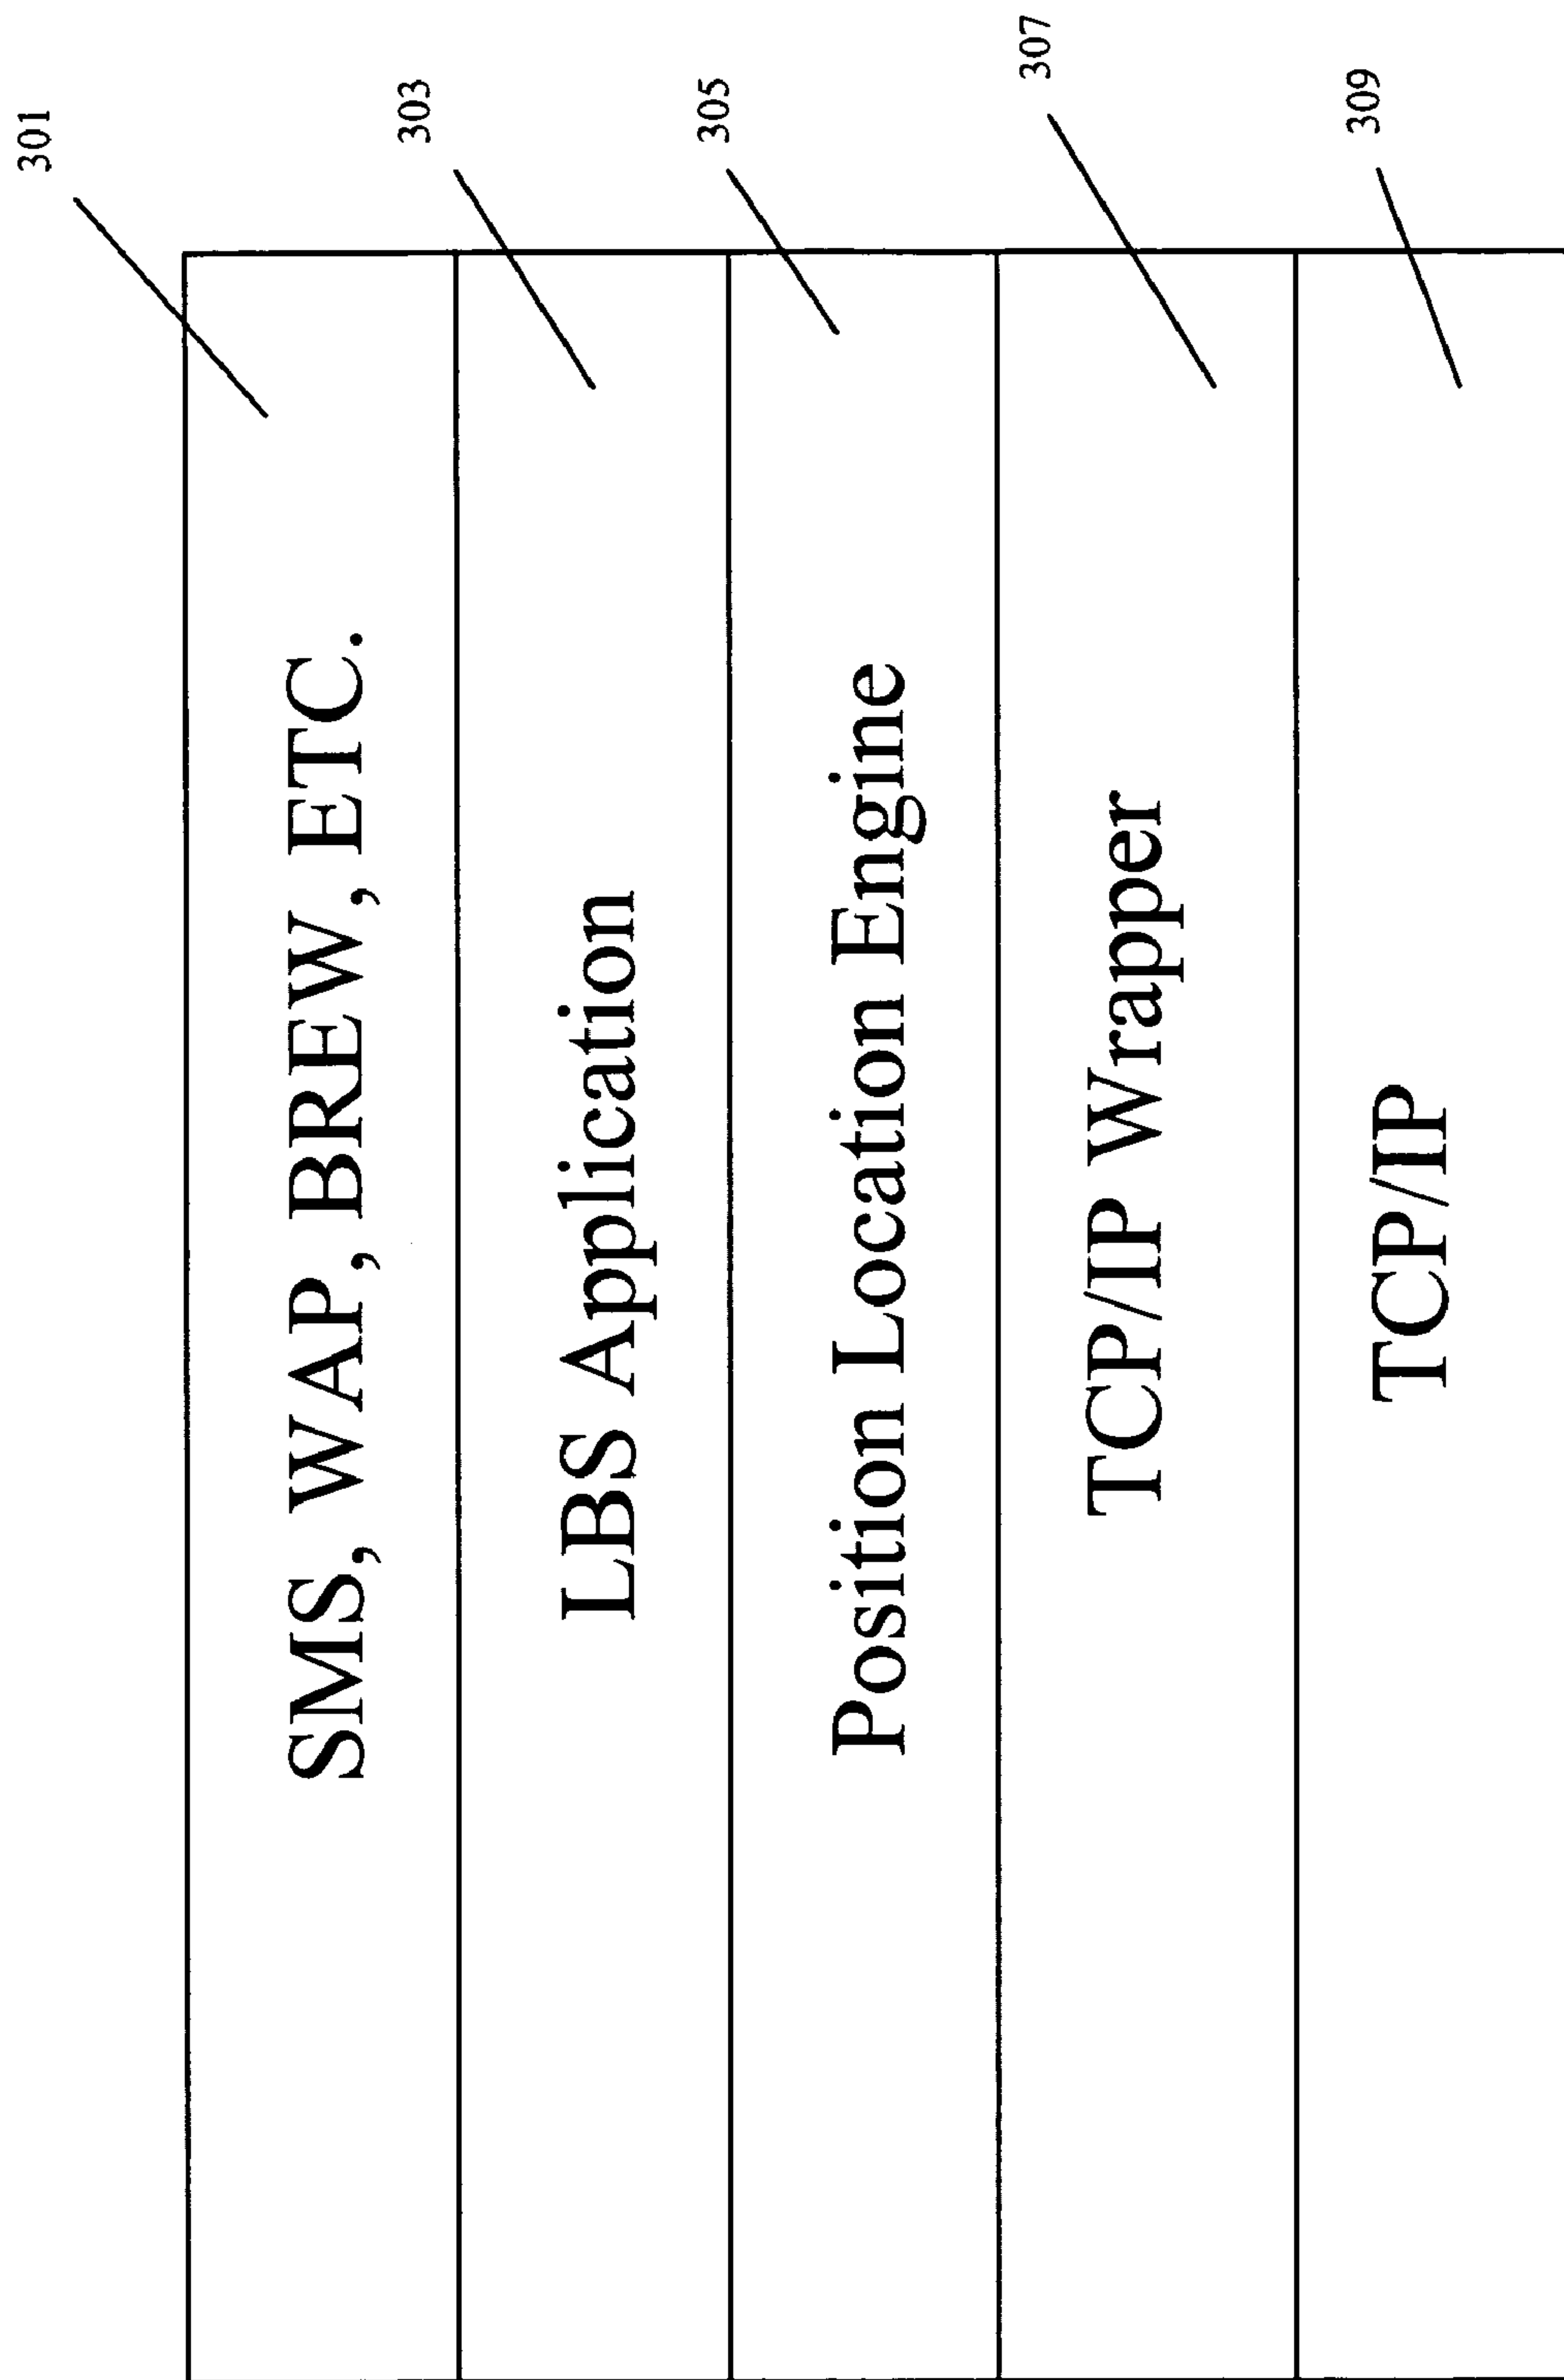 SMS, WAP, BREW, ETC.
301
LBS Application
303
Position Location Engine
305
TCP/IP Wrapper
307
TCP/IP
309